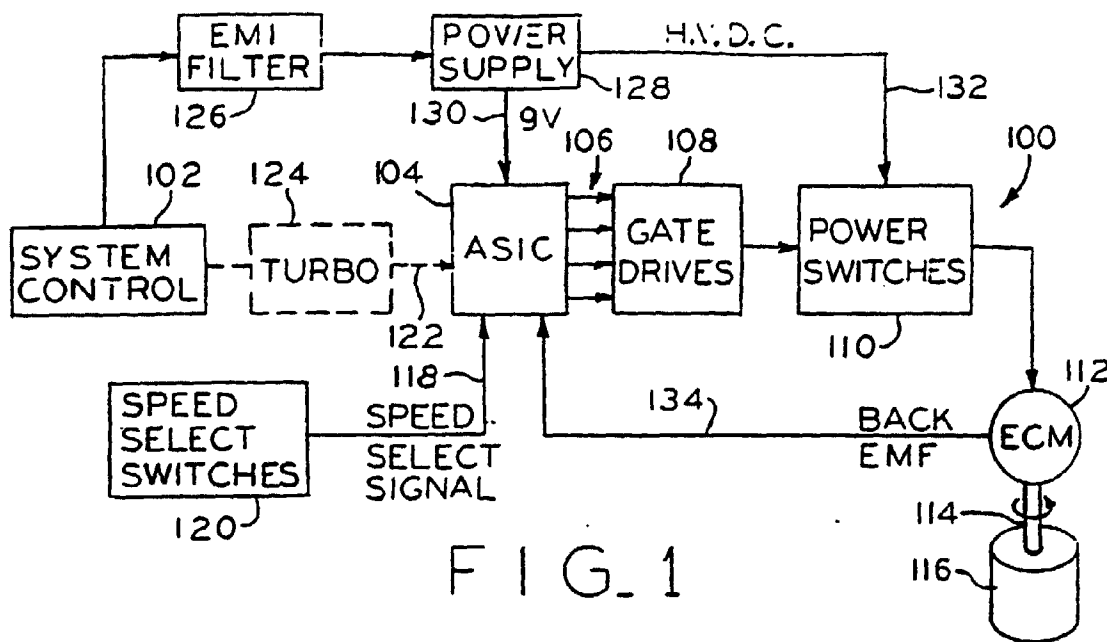 EMI
FILTER
126
POWER
SUPPLY
128
H.V.D.C.
132
130
9V
106
108
100
102
124
104
SYSTEM
CONTROL
TURBO
122
ASIC
GATE
DRIVES
POWER
SWITCHES
110
118
112
SPEED
SELECT
SWITCHES
120
SPEED
SELECT
SIGNAL
134
BACK
EMF
ECM
114
116
FIG_1